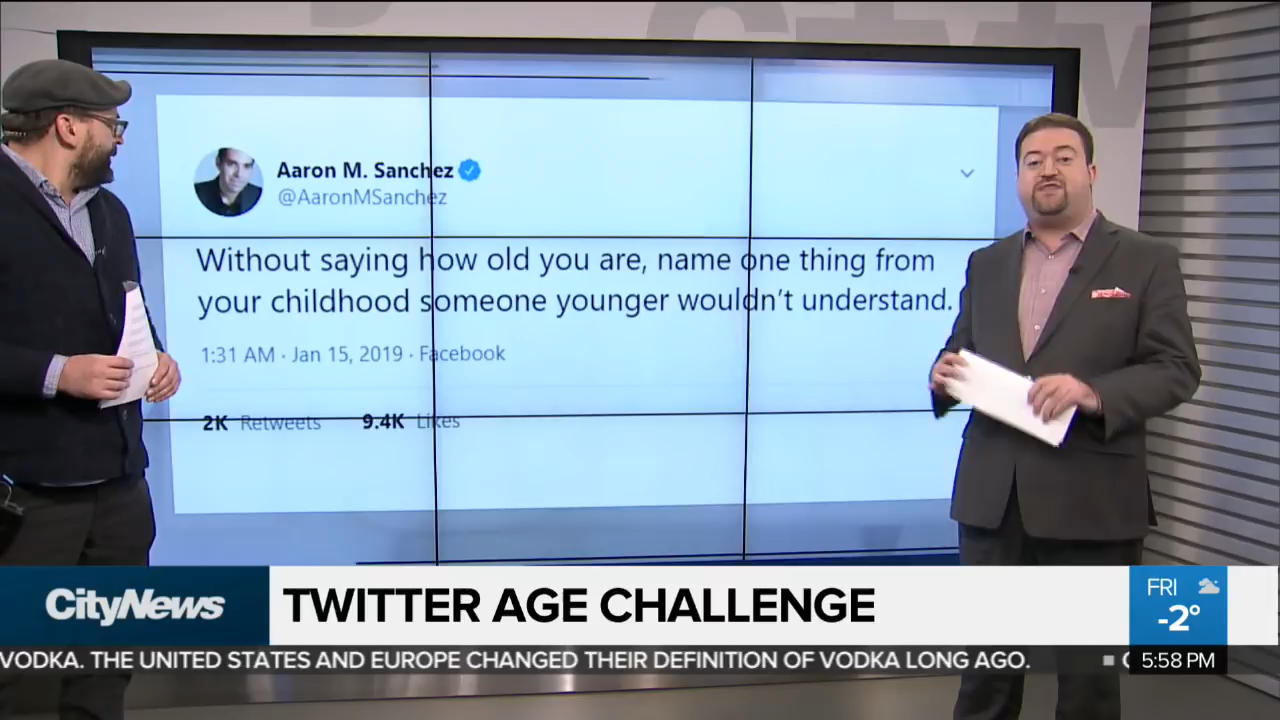 Aaron M. Sanchez
@AaronMSanchez
Without saying how old you are, name one thing from
your childhood someone younger wouldn't understand.
1:31 AM · Jan 15, 2019 · Facebook
2K Retweets 9.4K Likes
CityNews
TWITTER AGE CHALLENGE
FRI
-2°
VODKA. THE UNITED STATES AND EUROPE CHANGED THEIR DEFINITION OF VODKA LONG AGO.
5:58 PM